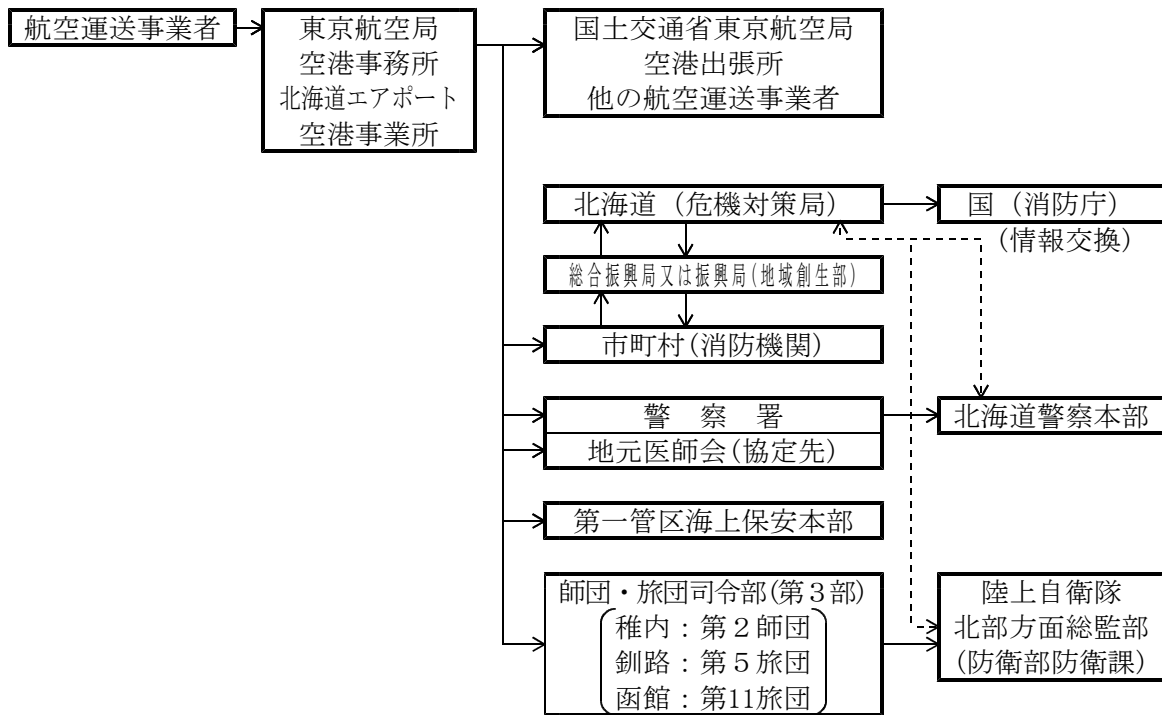 航空運送事業者
東京航空局
空港事務所
北海道エアポート
空港事業所
国土交通省東京航空局
空港出張所
他の航空運送事業者
北海道（危機対策局）
国（消防庁）
(情報交換)
総合振興局又は振興局(地域創生部)
市町村(消防機関)
警　察　署
北海道警察本部
地元医師会(協定先)
第一管区海上保安本部
師団・旅団司令部(第３部)
稚内：第２師団
釧路：第５旅団
函館：第11旅団
陸上自衛隊
北部方面総監部
(防衛部防衛課)